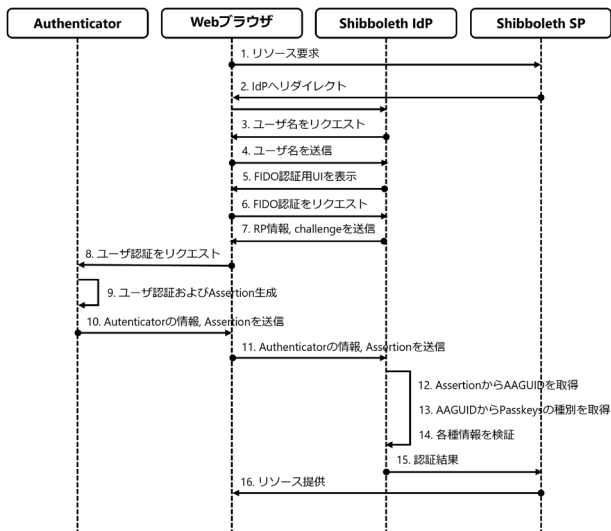 Authenticator
Webブラウザ
Shibboleth IdP
Shibboleth SP
1. リソース要求
2. IdPへリダイレクト
3. ユーザ名をリクエスト
4. ユーザ名を送信
5. FIDO認証用UIを表示
6. FIDO認証をリクエスト
7. RP情報, challengeを送信
8. ユーザ認証をリクエスト
9. ユーザ認証およびAssertion生成
10. Autenticatorの情報, Assertionを送信
11. Authenticatorの情報, Assertionを送信
12. AssertionからAAGUIDを取得
13. AAGUIDからPasskeysの種別を取得
14. 各種情報を検証
15. 認証結果
16. リソース提供